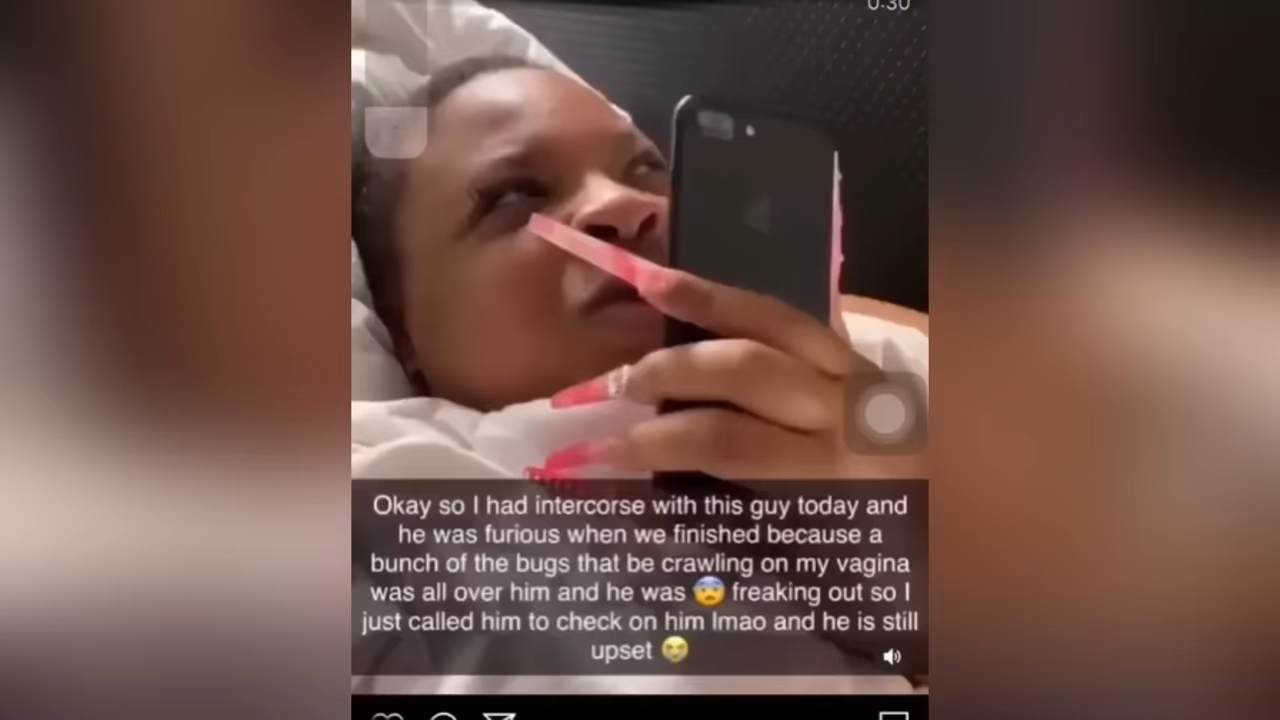 0:30
Okay so I had intercorse with this guy today and
he was furious when we finished because a
bunch of the bugs that be crawling on my vagina
was all over him and he was 😨 freaking out so I
just called him to check on him lmao and he is still
upset 😭